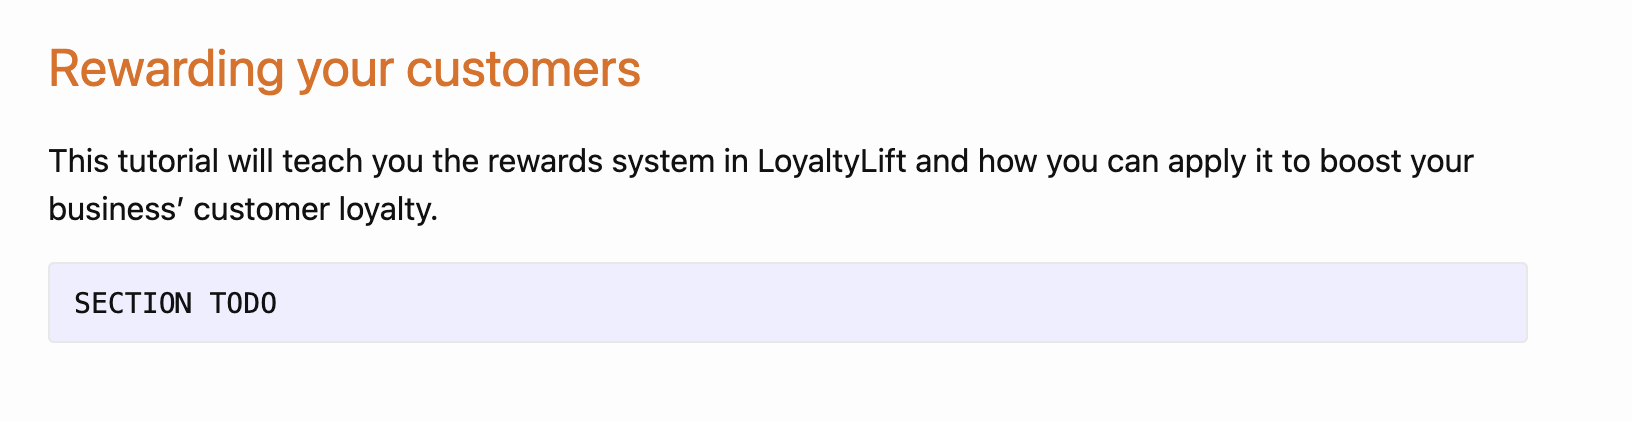 Rewarding your customers
This tutorial will teach you the rewards system in LoyaltyLift and how you can apply it to boost your
business’ customer loyalty.
SECTION TODO